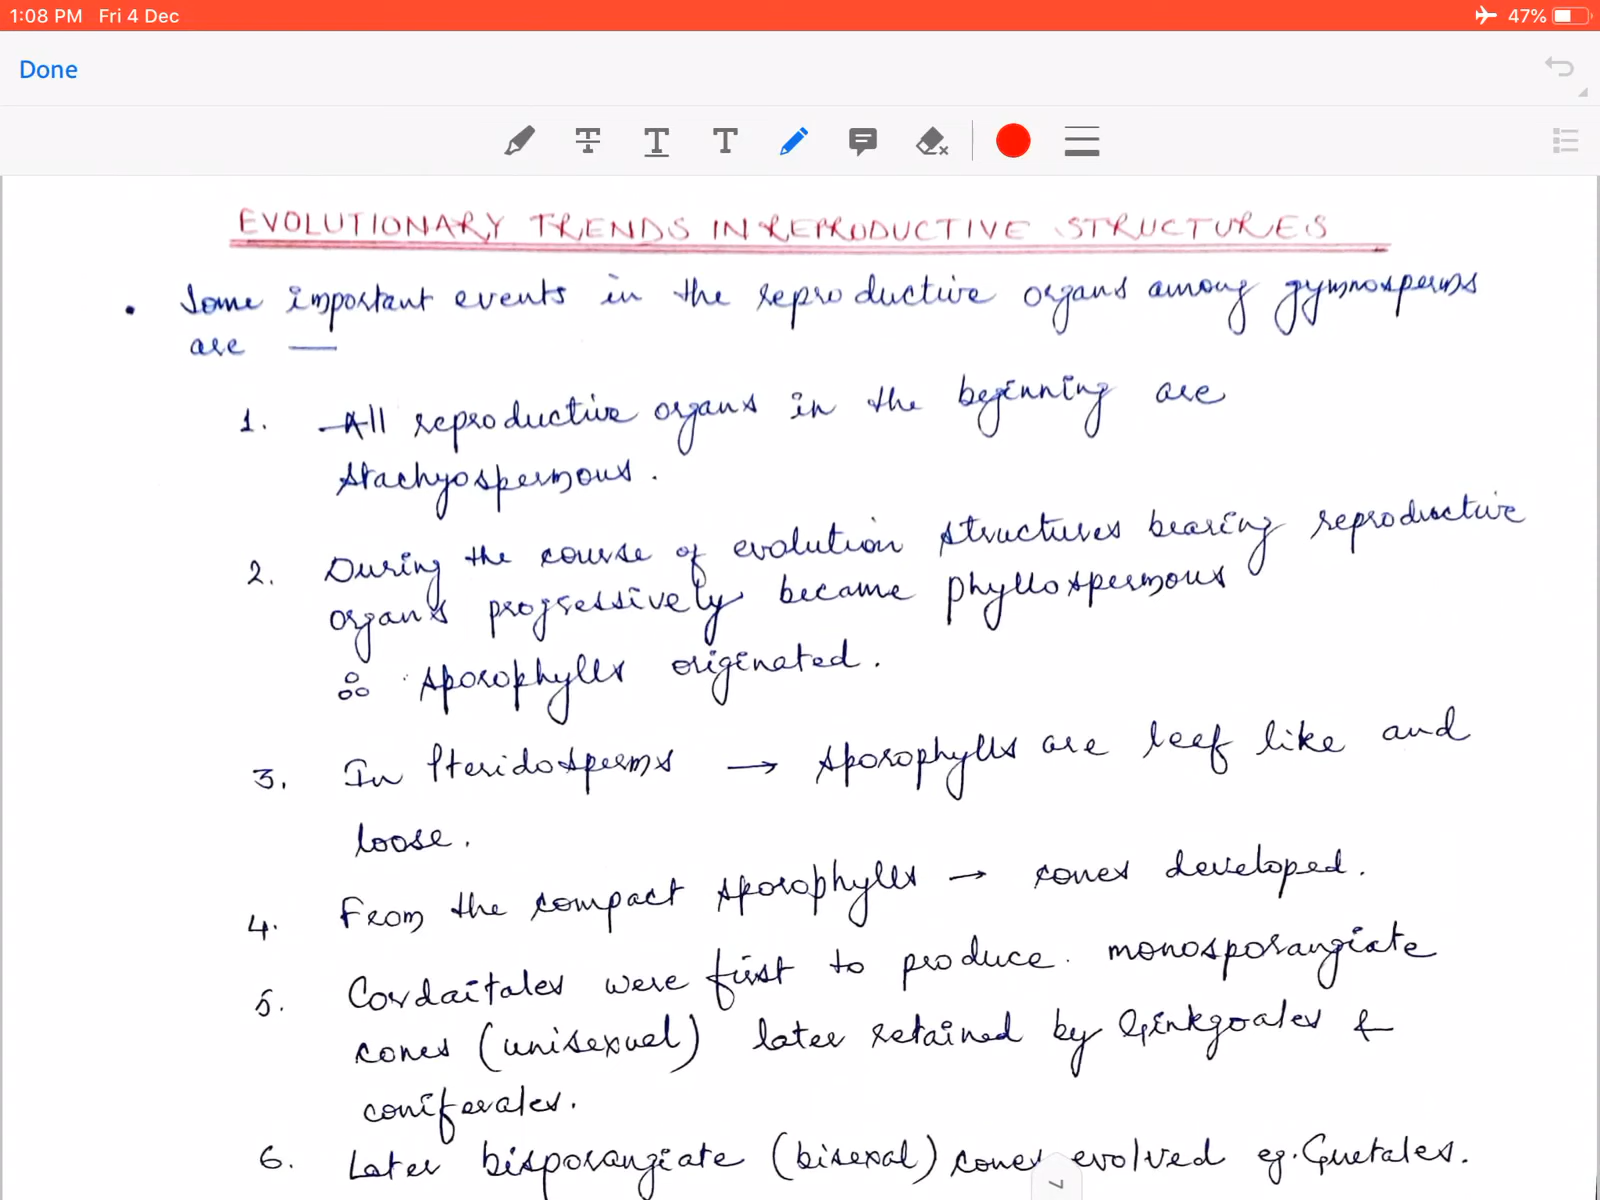 1:08 PM Fri 4 Dec 47%
Done
EVOLUTIONARY TRENDS IN REPRODUCTIVE STRUCTURES
• Some important events in the reproductive organs among gymnosperms
are —
1. All reproductive organs in the beginning are
stachyospermous.
2. During the course of evolution structures bearing reproductive
organs progressively became phyllospermous
∴ sporophylls originated.
3. In Pteridosperms → sporophylls are leef like and
loose.
4. From the compact sporophylls → cones developed.
5. Cordaitales were first to produce monosporangiate
cones (unisexual) later retained by Ginkgoales &
coniferales.
6. Later bisporangiate (bisexal) cones evolved eg. Gnetales.